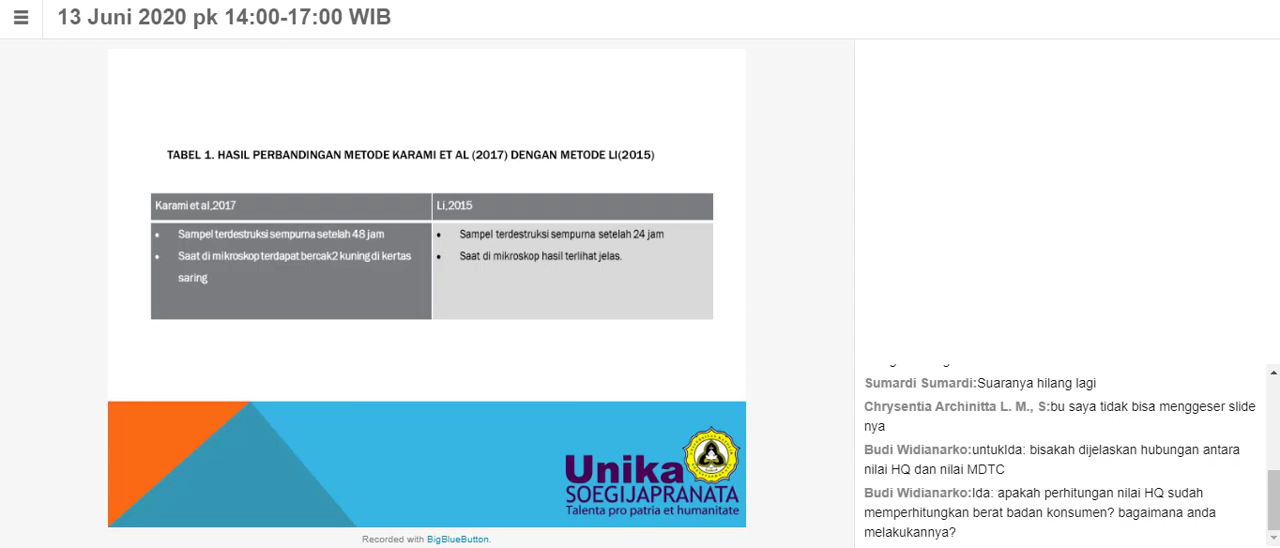 13 Juni 2020 pk 14:00-17:00 WIB
TABEL 1. HASIL PERBANDINGAN METODE KARAMI ET AL (2017) DENGAN METODE LI(2015)
Karami et al,2017
Li,2015
• Sampel terdestruksi sempurna setelah 48 jam
• Saat di mikroskop terdapat bercak2 kuning di kertas
saring
• Sampel terdestruksi sempurna setelah 24 jam
• Saat di mikroskop hasil terlihat jelas.
Unika
SOEGIJAPRANATA
Talenta pro patria et humanitate
Recorded with BigBlueButton.
Sumardi Sumardi:Suaranya hilang lagi
Chrysentia Archinitta L. M., S:bu saya tidak bisa menggeser slide
nya
Budi Widianarko:untukIda: bisakah dijelaskan hubungan antara
nilai HQ dan nilai MDTC
Budi Widianarko:Ida: apakah perhitungan nilai HQ sudah
memperhitungkan berat badan konsumen? bagaimana anda
melakukannya?